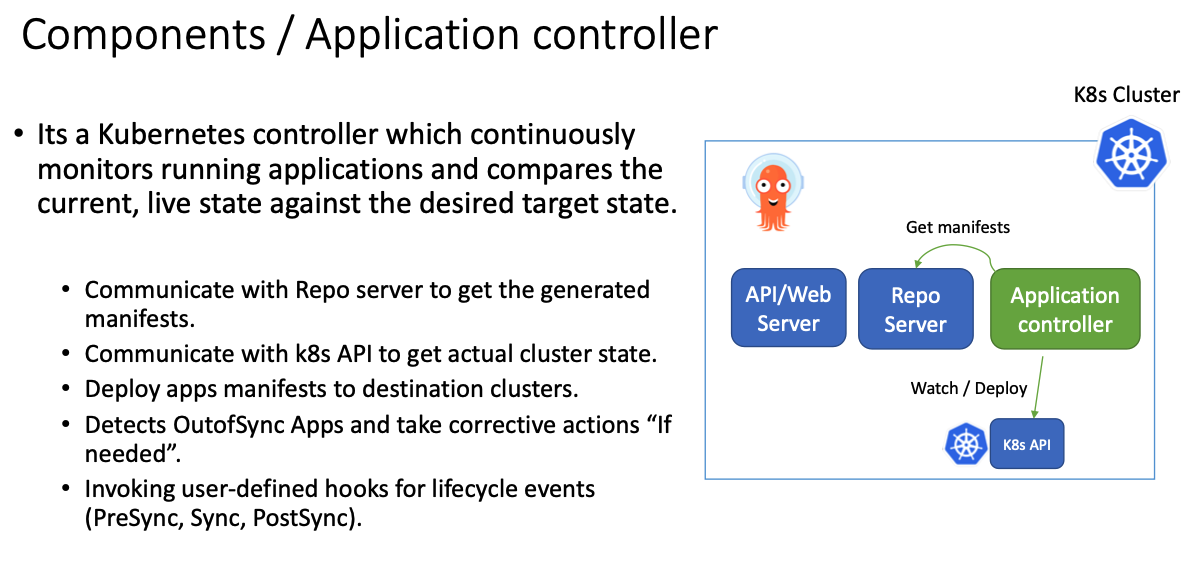 Components / Application controller
K8s Cluster
• Its a Kubernetes controller which continuously
monitors running applications and compares the
current, live state against the desired target state.
• Communicate with Repo server to get the generated
manifests.
• Communicate with k8s API to get actual cluster state.
• Deploy apps manifests to destination clusters.
• Detects OutofSync Apps and take corrective actions “If
needed”.
• Invoking user-defined hooks for lifecycle events
(PreSync, Sync, PostSync).
Get manifests
API/Web
Server
Repo
Server
Application
controller
Watch / Deploy
K8s API